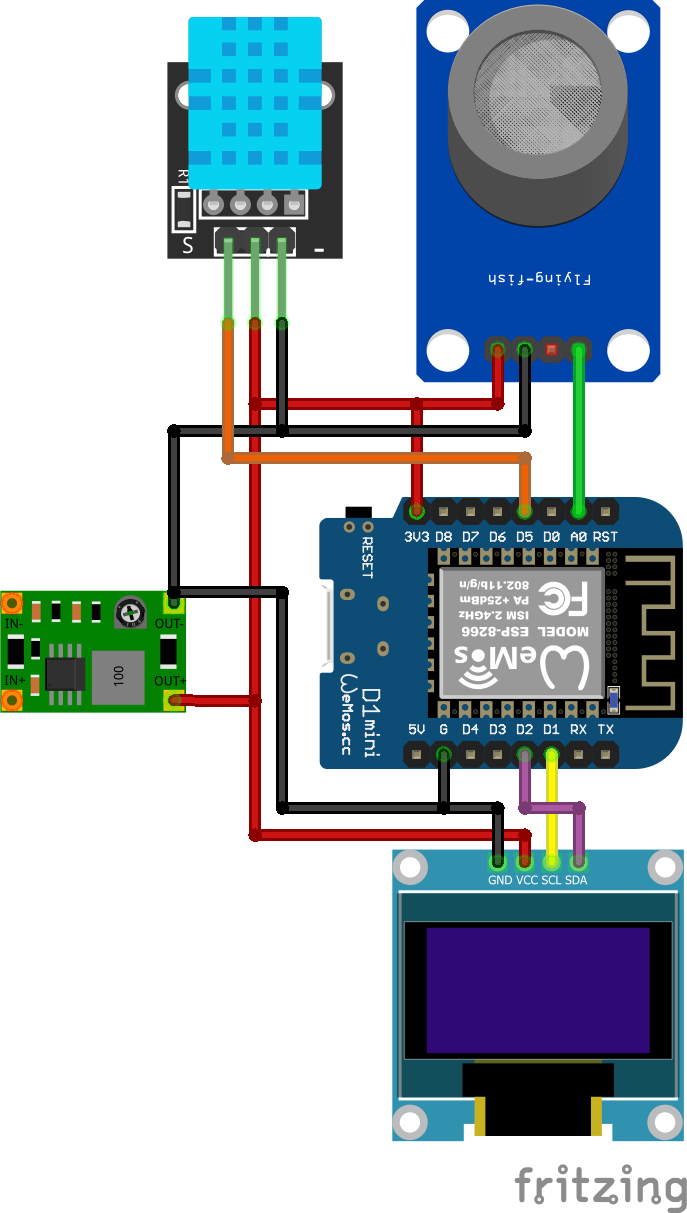 R1
S
-
Flying-fish
3V3 D8 D7 D6 D5 D0 A0 RST
RESET
802.11b/g/n
PA +25dBm
ISM 2.4GHz
MODEL ESP-8266
FC
WeMos
IN-
OUT-
IN+
OUT+
100
D1mini
WeMos.cc
5V G D4 D3 D2 D1 RX TX
GND VCC SCL SDA
fritzing